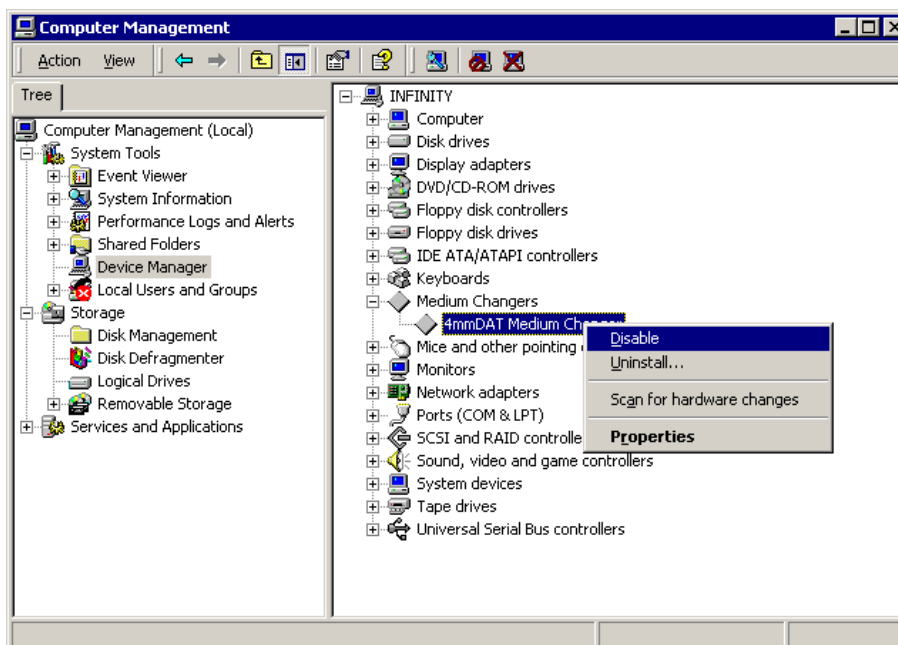 Computer Management
Action View
Tree
Computer Management (Local)
System Tools
Event Viewer
System Information
Performance Logs and Alerts
Shared Folders
Device Manager
Local Users and Groups
Storage
Disk Management
Disk Defragmenter
Logical Drives
Removable Storage
Services and Applications
INFINITY
Computer
Disk drives
Display adapters
DVD/CD-ROM drives
Floppy disk controllers
Floppy disk drives
IDE ATA/ATAPI controllers
Keyboards
Medium Changers
4mmDAT Medium Changer
Mice and other pointing
Monitors
Network adapters
Ports (COM & LPT)
SCSI and RAID controlle
Sound, video and game controllers
System devices
Tape drives
Universal Serial Bus controllers
Disable
Uninstall...
Scan for hardware changes
Properties